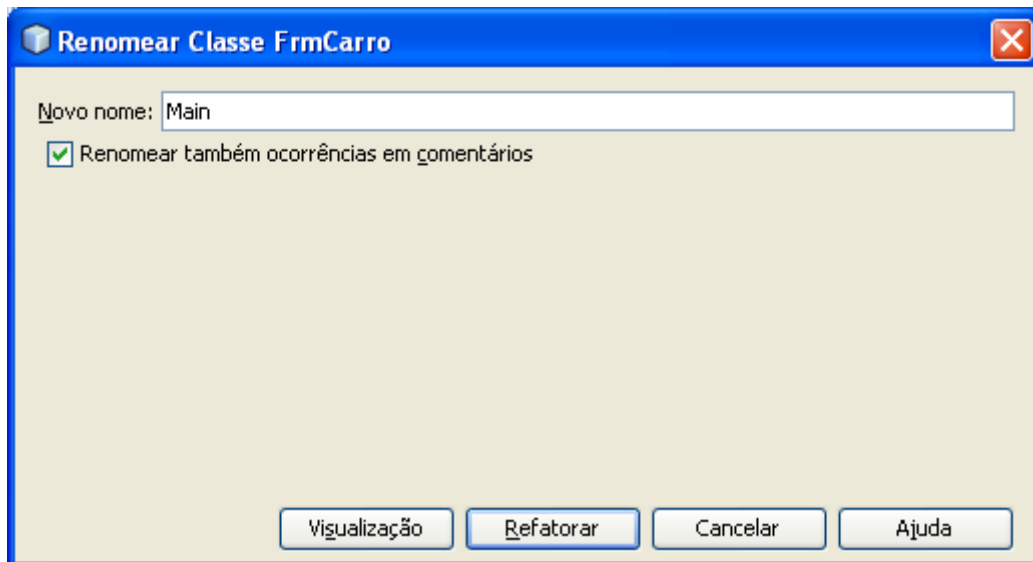 Renomear Classe FrmCarro
Novo nome: Main
Renomear também ocorrências em comentários
Visualização Refatorar Cancelar Ajuda